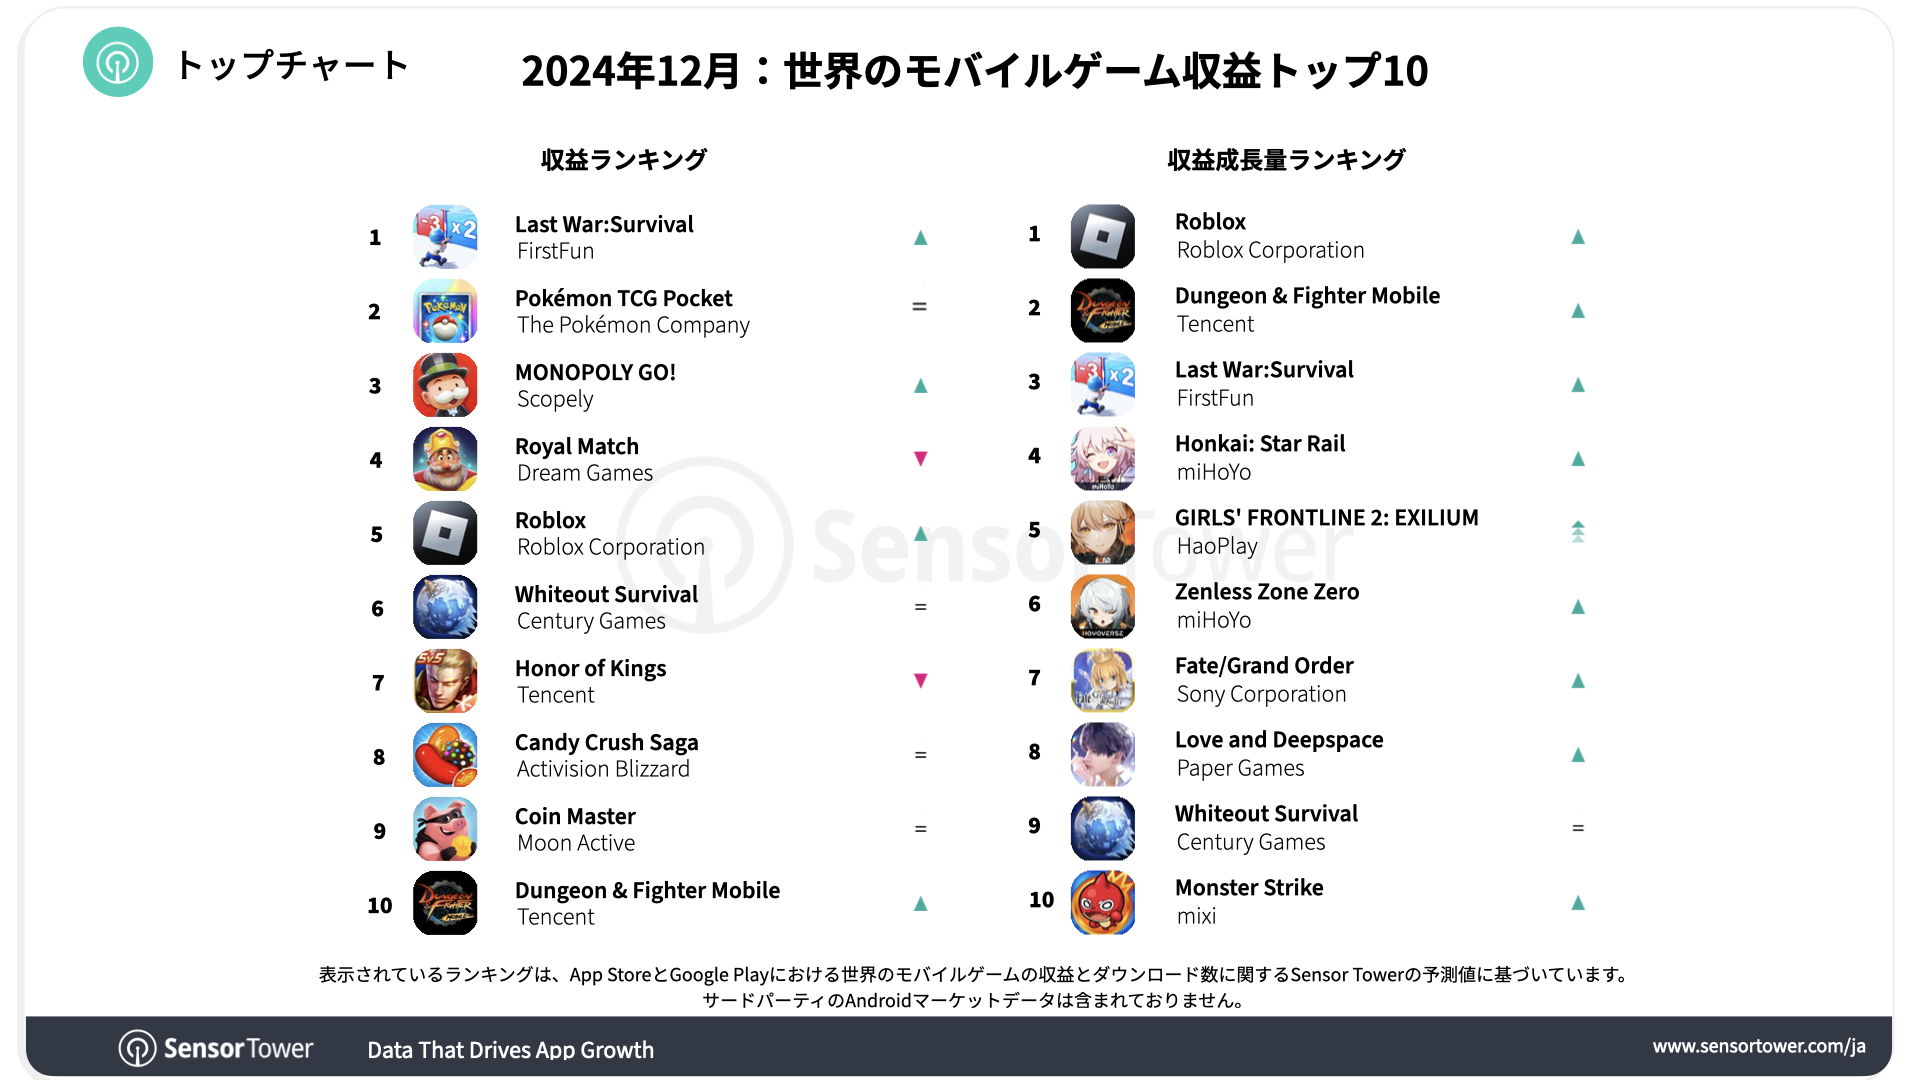 トップチャート
2024年12月：世界のモバイルゲーム収益トップ10
収益ランキング
1
Last War:Survival
FirstFun
▲
2
Pokémon TCG Pocket
The Pokémon Company
=
3
MONOPOLY GO!
Scopely
▲
4
Royal Match
Dream Games
▼
5
Roblox
Roblox Corporation
▲
6
Whiteout Survival
Century Games
=
7
Honor of Kings
Tencent
▼
8
Candy Crush Saga
Activision Blizzard
=
9
Coin Master
Moon Active
=
10
Dungeon & Fighter Mobile
Tencent
▲
収益成長量ランキング
1
Roblox
Roblox Corporation
▲
2
Dungeon & Fighter Mobile
Tencent
▲
3
Last War:Survival
FirstFun
▲
4
Honkai: Star Rail
miHoYo
▲
5
GIRLS' FRONTLINE 2: EXILIUM
HaoPlay
6
Zenless Zone Zero
miHoYo
▲
7
Fate/Grand Order
Sony Corporation
▲
8
Love and Deepspace
Paper Games
▲
9
Whiteout Survival
Century Games
=
10
Monster Strike
mixi
▲
SensorTower
表示されているランキングは、App StoreとGoogle Playにおける世界のモバイルゲームの収益とダウンロード数に関するSensor Towerの予測値に基づいています。
サードパーティのAndroidマーケットデータは含まれておりません。
SensorTower
Data That Drives App Growth
www.sensortower.com/ja